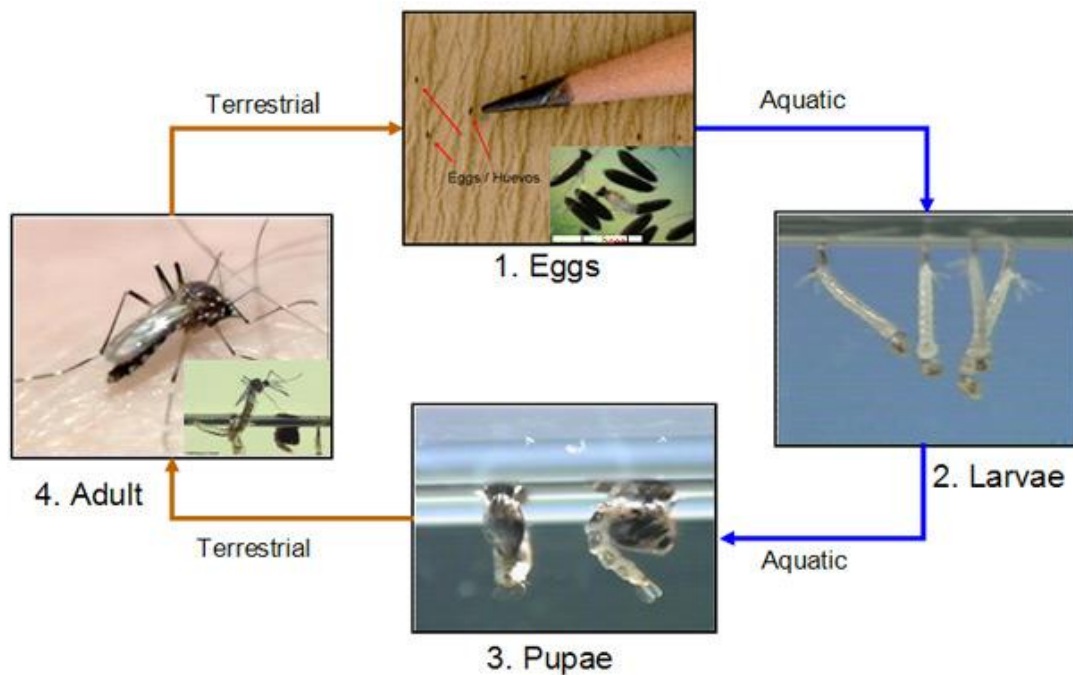 Terrestrial
Aquatic
Eggs / Huevos
1. Eggs
2. Larvae
4. Adult
Terrestrial
Aquatic
3. Pupae